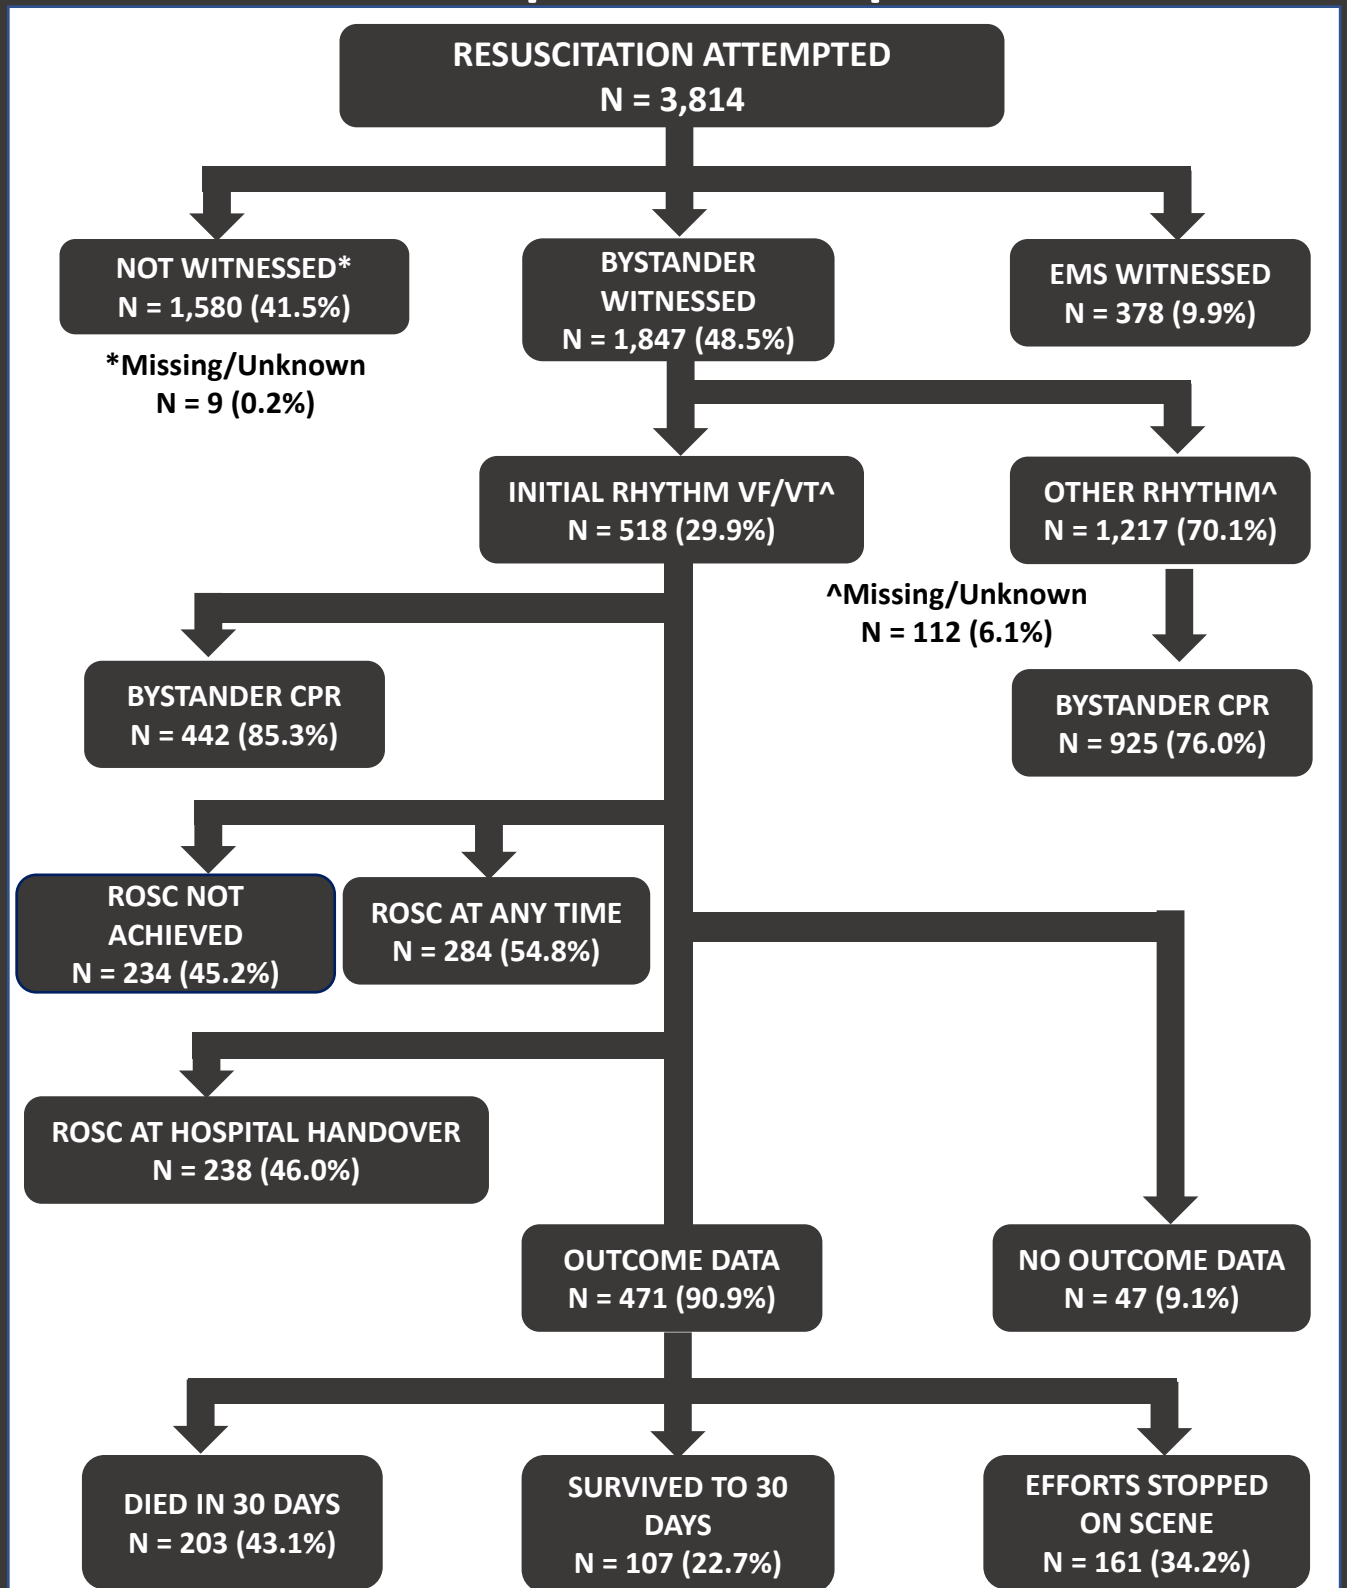 RESUSCITATION ATTEMPTED
N = 3,814
NOT WITNESSED*
N = 1,580 (41.5%)
*Missing/Unknown
N = 9 (0.2%)
BYSTANDER
WITNESSED
N = 1,847 (48.5%)
EMS WITNESSED
N = 378 (9.9%)
INITIAL RHYTHM VF/VT^
N = 518 (29.9%)
OTHER RHYTHM^
N = 1,217 (70.1%)
^Missing/Unknown
N = 112 (6.1%)
BYSTANDER CPR
N = 442 (85.3%)
BYSTANDER CPR
N = 925 (76.0%)
ROSC NOT
ACHIEVED
N = 234 (45.2%)
ROSC AT ANY TIME
N = 284 (54.8%)
ROSC AT HOSPITAL HANDOVER
N = 238 (46.0%)
OUTCOME DATA
N = 471 (90.9%)
NO OUTCOME DATA
N = 47 (9.1%)
DIED IN 30 DAYS
N = 203 (43.1%)
SURVIVED TO 30
DAYS
N = 107 (22.7%)
EFFORTS STOPPED
ON SCENE
N = 161 (34.2%)